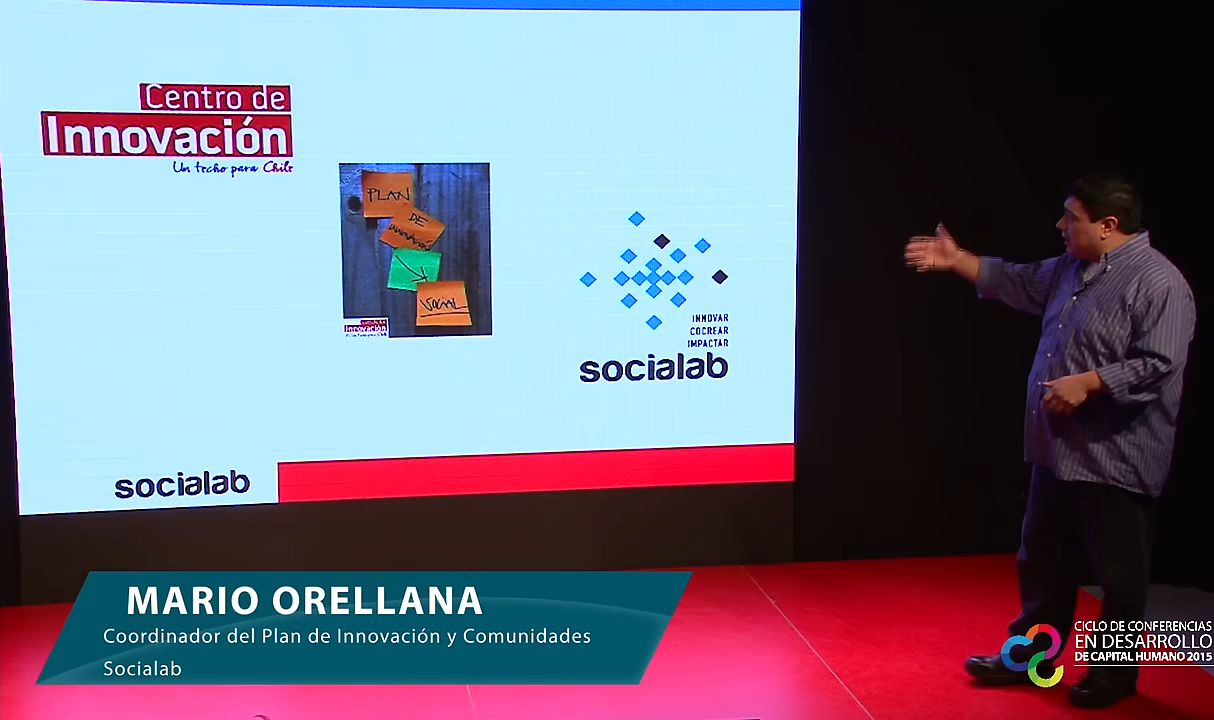 Centro de
Innovación
Un techo para Chile
PLAN
DE
SOCIAL
Innovación
INNOVAR
COCREAR
IMPACTAR
socialab
socialab
MARIO ORELLANA
Coordinador del Plan de Innovación y Comunidades
Socialab
CICLO DE CONFERENCIAS
EN DESARROLLO
DE CAPITAL HUMANO 2015